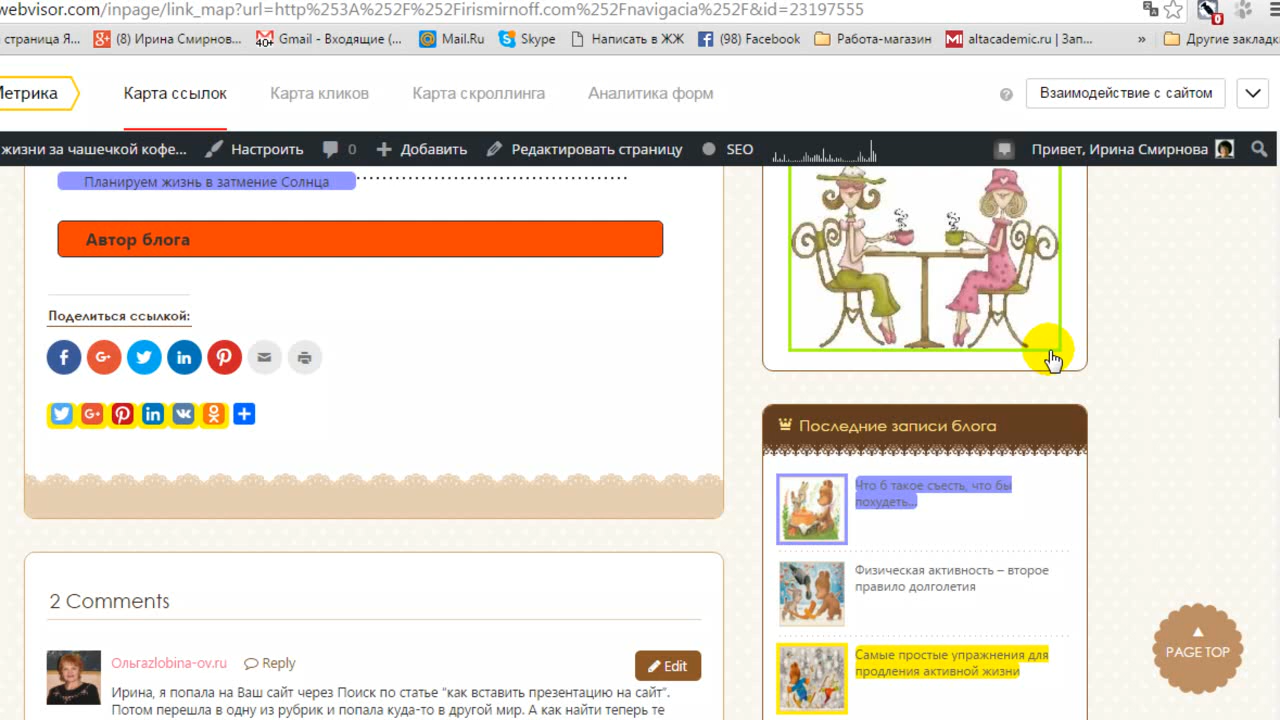 webvisor.com/inpage/link_map?url=http%253A%252F%252Firismirnoff.com%252Fnavigacia%252F&id=23197555
0
страница Я...
(8) Ирина Смирнов...
40+ Gmail - Входящие (...
Mail.Ru
Skype
Написать в ЖЖ
(98) Facebook
Работа-магазин
altacademic.ru | Зап...
»
Другие закладк
Метрика
Карта ссылок
Карта кликов
Карта скроллинга
Аналитика форм
?
Взаимодействие с сайтом
жизни за чашечкой кофе...
Настроить
0
Добавить
Редактировать страницу
SEO
Привет, Ирина Смирнова
Планируем жизнь в затмение Солнца
Автор блога
Поделиться ссылкой:
Последние записи блога
Что б такое съесть, что бы
похудеть...
Физическая активность – второе
правило долголетия
Самые простые упражнения для
продления активной жизни
PAGE TOP
2 Comments
Ольгаzlobina-ov.ru
Reply
Edit
Ирина, я попала на Ваш сайт через Поиск по статье “как вставить презентацию на сайт”.
Потом перешла в одну из рубрик и попала куда-то в другой мир. А как найти теперь те